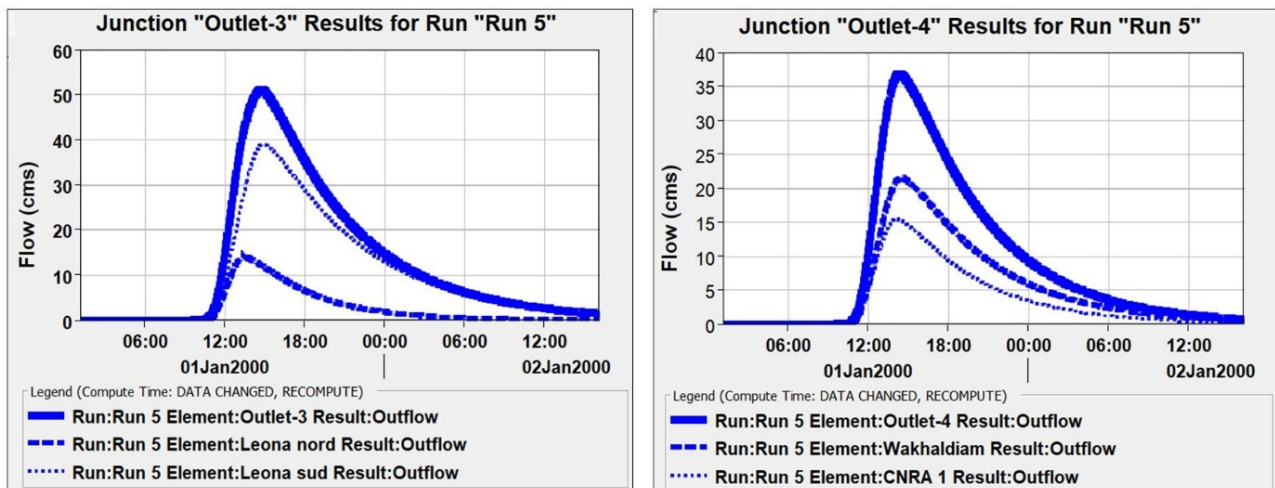 Junction "Outlet-3" Results for Run "Run 5"
60
50
40
30
20
10
0
Flow (cms)
06:00 12:00 18:00 00:00 06:00 12:00
01Jan2000 02Jan2000
Legend (Compute Time: DATA CHANGED, RECOMPUTE)
Run:Run 5 Element:Outlet-3 Result:Outflow
Run:Run 5 Element:Leona nord Result:Outflow
Run:Run 5 Element:Leona sud Result:Outflow
Junction "Outlet-4" Results for Run "Run 5"
40
35
30
25
20
15
10
5
0
Flow (cms)
06:00 12:00 18:00 00:00 06:00 12:00
01Jan2000 02Jan2000
Legend (Compute Time: DATA CHANGED, RECOMPUTE)
Run:Run 5 Element:Outlet-4 Result:Outflow
Run:Run 5 Element:Wakhaldiam Result:Outflow
Run:Run 5 Element:CNRA 1 Result:Outflow